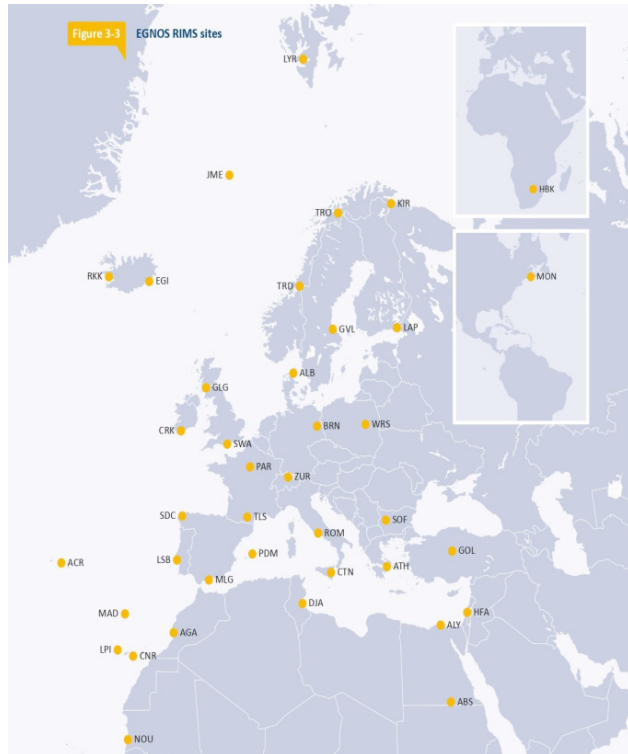 Figure 3-3 EGNOS RIMS sites
LYR
HBK
JME
KIR
TRO
RKK
EGI
MON
TRD
GVL
LAP
ALB
GLG
CRK
BRN
WRS
SWA
PAR
ZUR
SDC
TLS
SOF
ROM
GOL
ACR
LSB
PDM
CTN
ATH
MLG
DJA
MAD
HFA
AGA
ALY
LPI
CNR
ABS
NOU